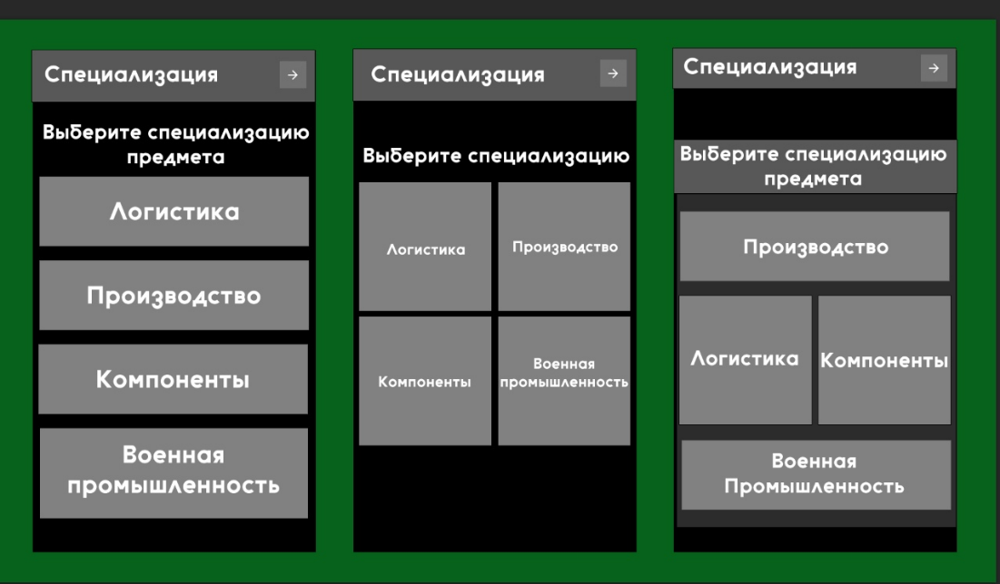 Специализация →
Выберите специализацию
предмета
Логистика
Производство
Компоненты
Военная
промышленность
Специализация →
Выберите специализацию
Логистика
Производство
Компоненты
Военная
промышленность
Специализация →
Выберите специализацию
предмета
Производство
Логистика
Компоненты
Военная
Промышленность